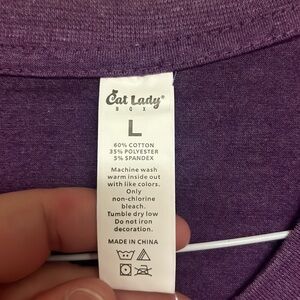 Cat Lady®
BOX
L
60% COTTON
35% POLYESTER
5% SPANDEX
Machine wash
warm inside out
with like colors.
Only
non-chlorine
bleach.
Tumble dry low
Do not iron
decoration.
MADE IN CHINA